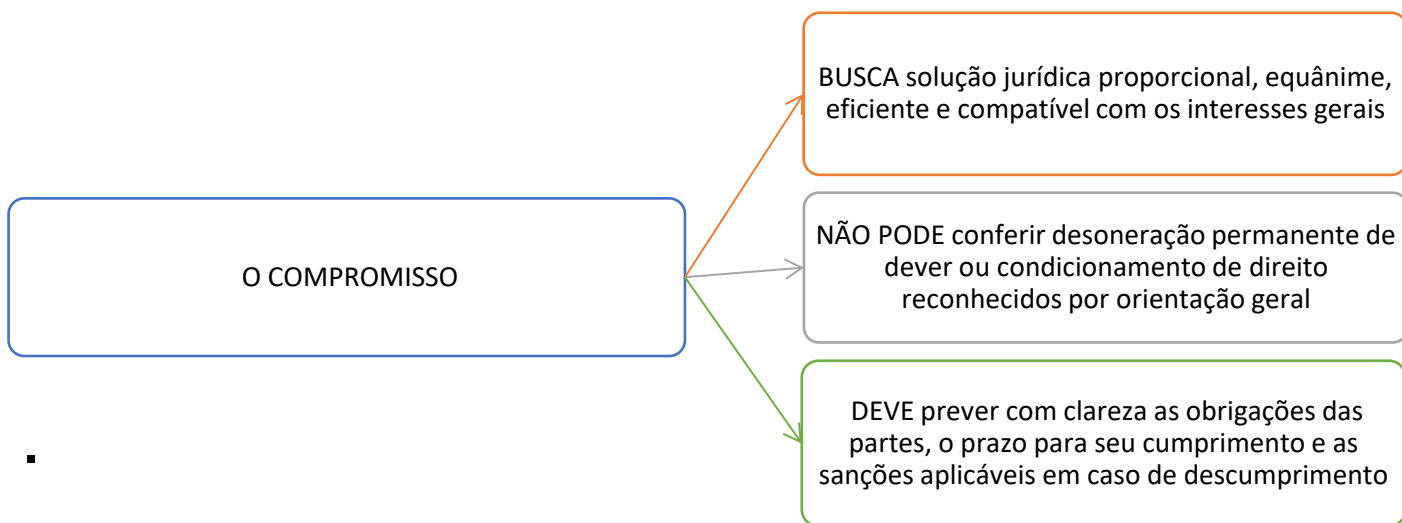 O COMPROMISSO
BUSCA solução jurídica proporcional, equânime,
eficiente e compatível com os interesses gerais
NÃO PODE conferir desoneração permanente de
dever ou condicionamento de direito
reconhecidos por orientação geral
DEVE prever com clareza as obrigações das
partes, o prazo para seu cumprimento e as
sanções aplicáveis em caso de descumprimento